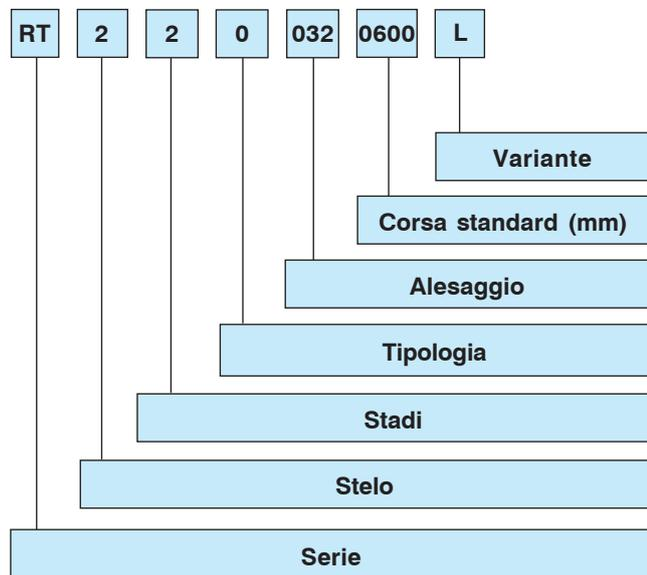 RT 2 2 0 032 0600 L
Variante
Corsa standard (mm)
Alesaggio
Tipologia
Stadi
Stelo
Serie